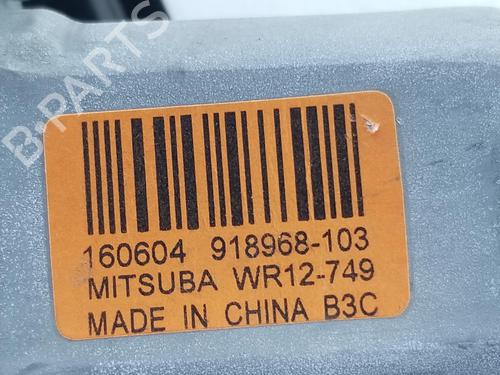 B-PARTS
160604 918968-103
MITSUBA WR12-749
MADE IN CHINA B3C